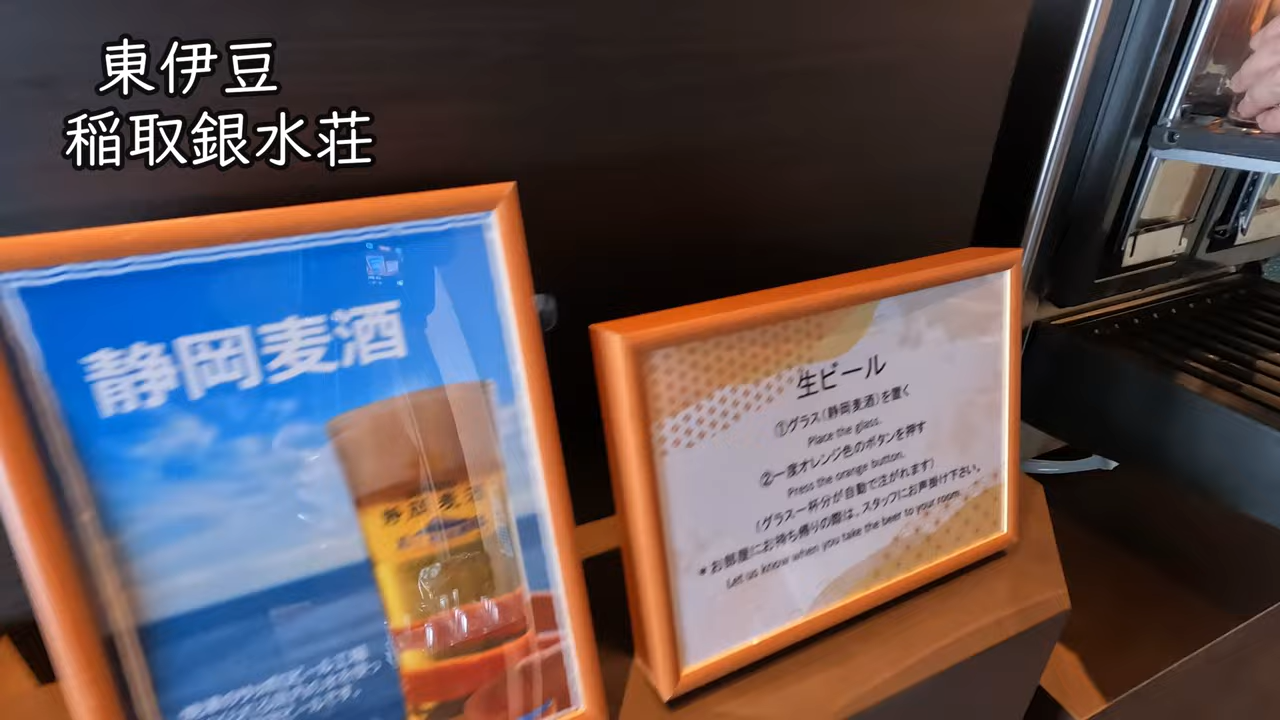 東伊豆
稲取銀水荘
静岡麦酒
静岡麦酒
生ビール
①グラス(静岡麦酒)を置く
Place the glass.
②一度オレンジ色のボタンを押す
Press the orange button.
(グラス一杯分が自動で注がれます)
*お部屋にお持ち帰りの際は、スタッフにお声掛け下さい。
Let us know when you take the beer to your room.